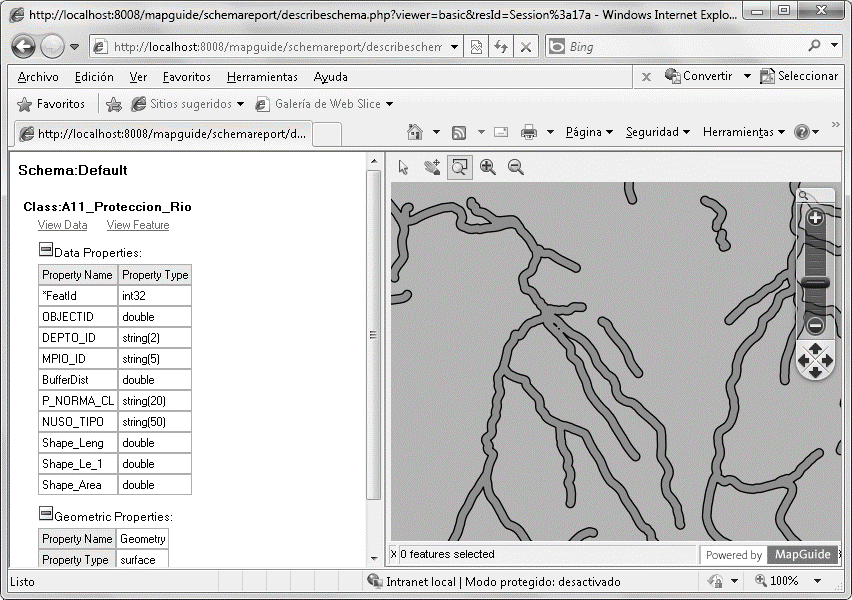 http://localhost:8008/mapguide/schemareport/describeschema.php?viewer=basic&resId=Session%3a17a - Windows Internet Explo...
http://localhost:8008/mapguide/schemareport/describeschem
Bing
Archivo Edición Ver Favoritos Herramientas Ayuda
x Convertir Seleccionar
Favoritos Sitios sugeridos Galería de Web Slice
http://localhost:8008/mapguide/schemareport/d...
Página Seguridad Herramientas »
Schema:Default
Class:A11_Proteccion_Rio
View Data View Feature
Data Properties:
Property Name Property Type
*FeatId int32
OBJECTID double
DEPTO_ID string(2)
MPIO_ID string(5)
BufferDist double
P_NORMA_CL string(20)
NUSO_TIPO string(50)
Shape_Leng double
Shape_Le_1 double
Shape_Area double
Geometric Properties:
Property Name Geometry
Property Type surface
X 0 features selected
Powered by MapGuide
Listo
Intranet local | Modo protegido: desactivado
100%